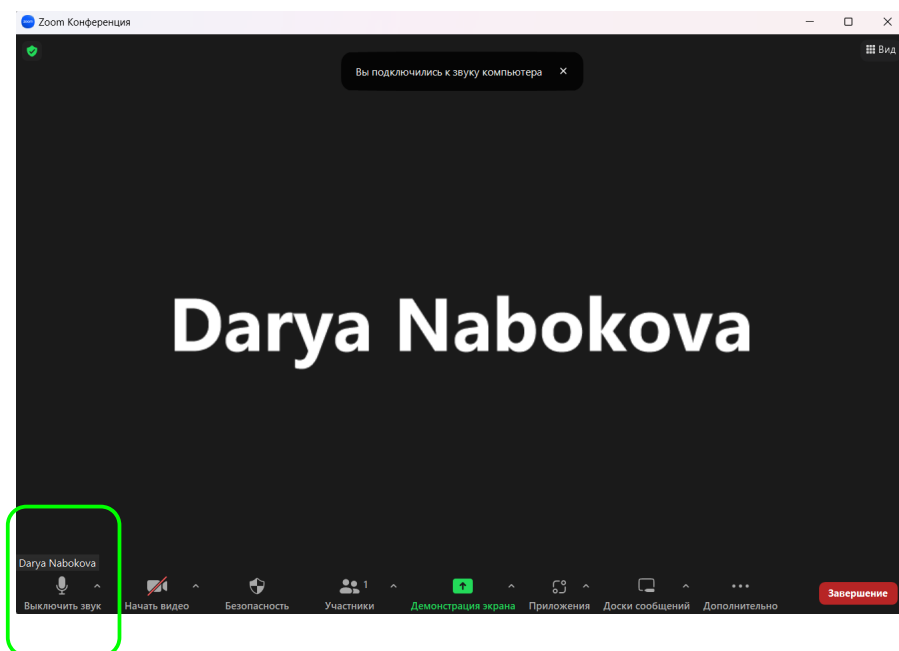 zoom Zoom Конференция
Вы подключились к звуку компьютера
Вид
Darya Nabokova
Darya Nabokova
1
Выключить звук Начать видео Безопасность Участники Демонстрация экрана Приложения Доски сообщений Дополнительно Завершение